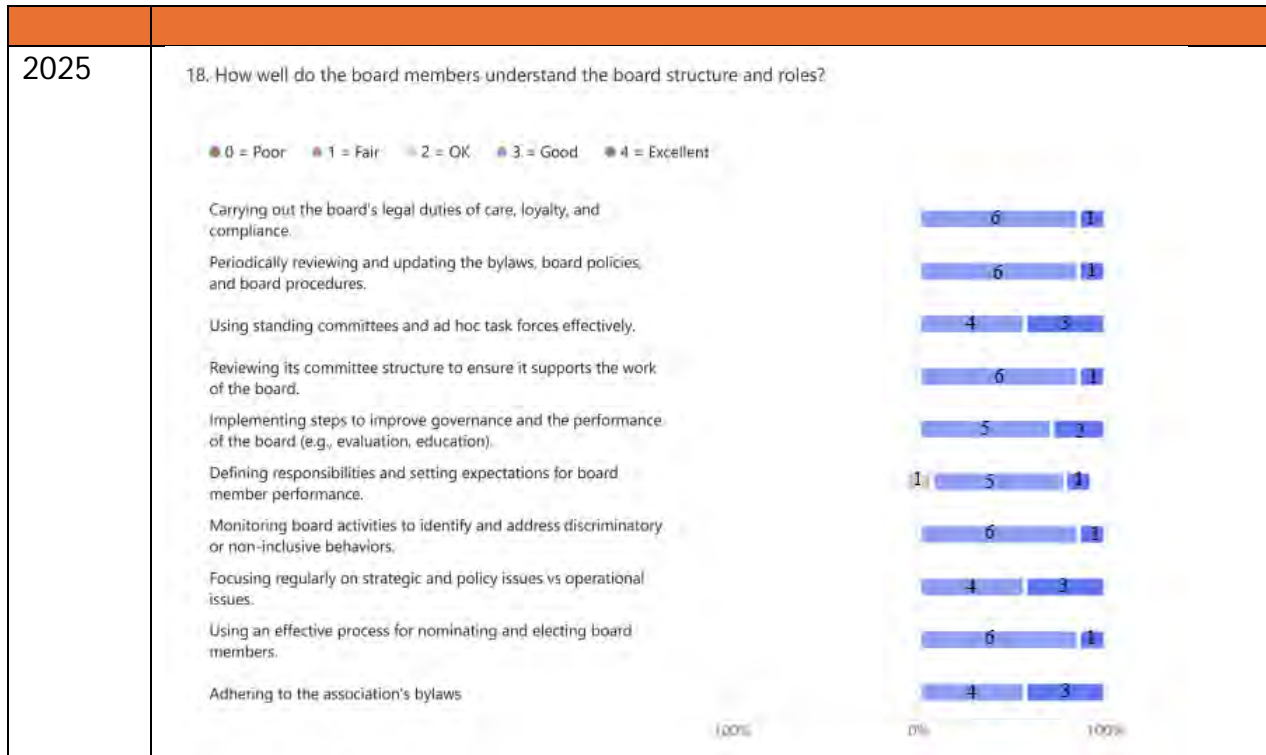 2025
18. How well do the board members understand the board structure and roles?
0 = Poor 1 = Fair 2 = OK 3 = Good 4 = Excellent
Carrying out the board's legal duties of care, loyalty, and
compliance.
6 1
Periodically reviewing and updating the bylaws, board policies,
and board procedures.
6 1
Using standing committees and ad hoc task forces effectively.
4 3
Reviewing its committee structure to ensure it supports the work
of the board.
6 1
Implementing steps to improve governance and the performance
of the board (e.g., evaluation, education).
5 2
Defining responsibilities and setting expectations for board
member performance.
1 5 1
Monitoring board activities to identify and address discriminatory
or non-inclusive behaviors.
6 1
Focusing regularly on strategic and policy issues vs operational
issues.
4 3
Using an effective process for nominating and electing board
members.
6 1
Adhering to the association's bylaws
4 3
100% 0% 100%